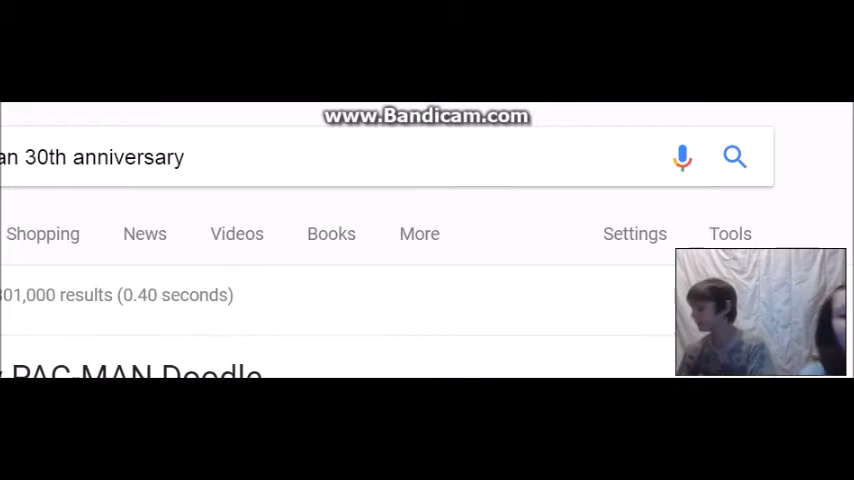 www.Bandicam.com
an 30th anniversary
Shopping News Videos Books More Settings Tools
301,000 results (0.40 seconds)
PAC-MAN Doodle